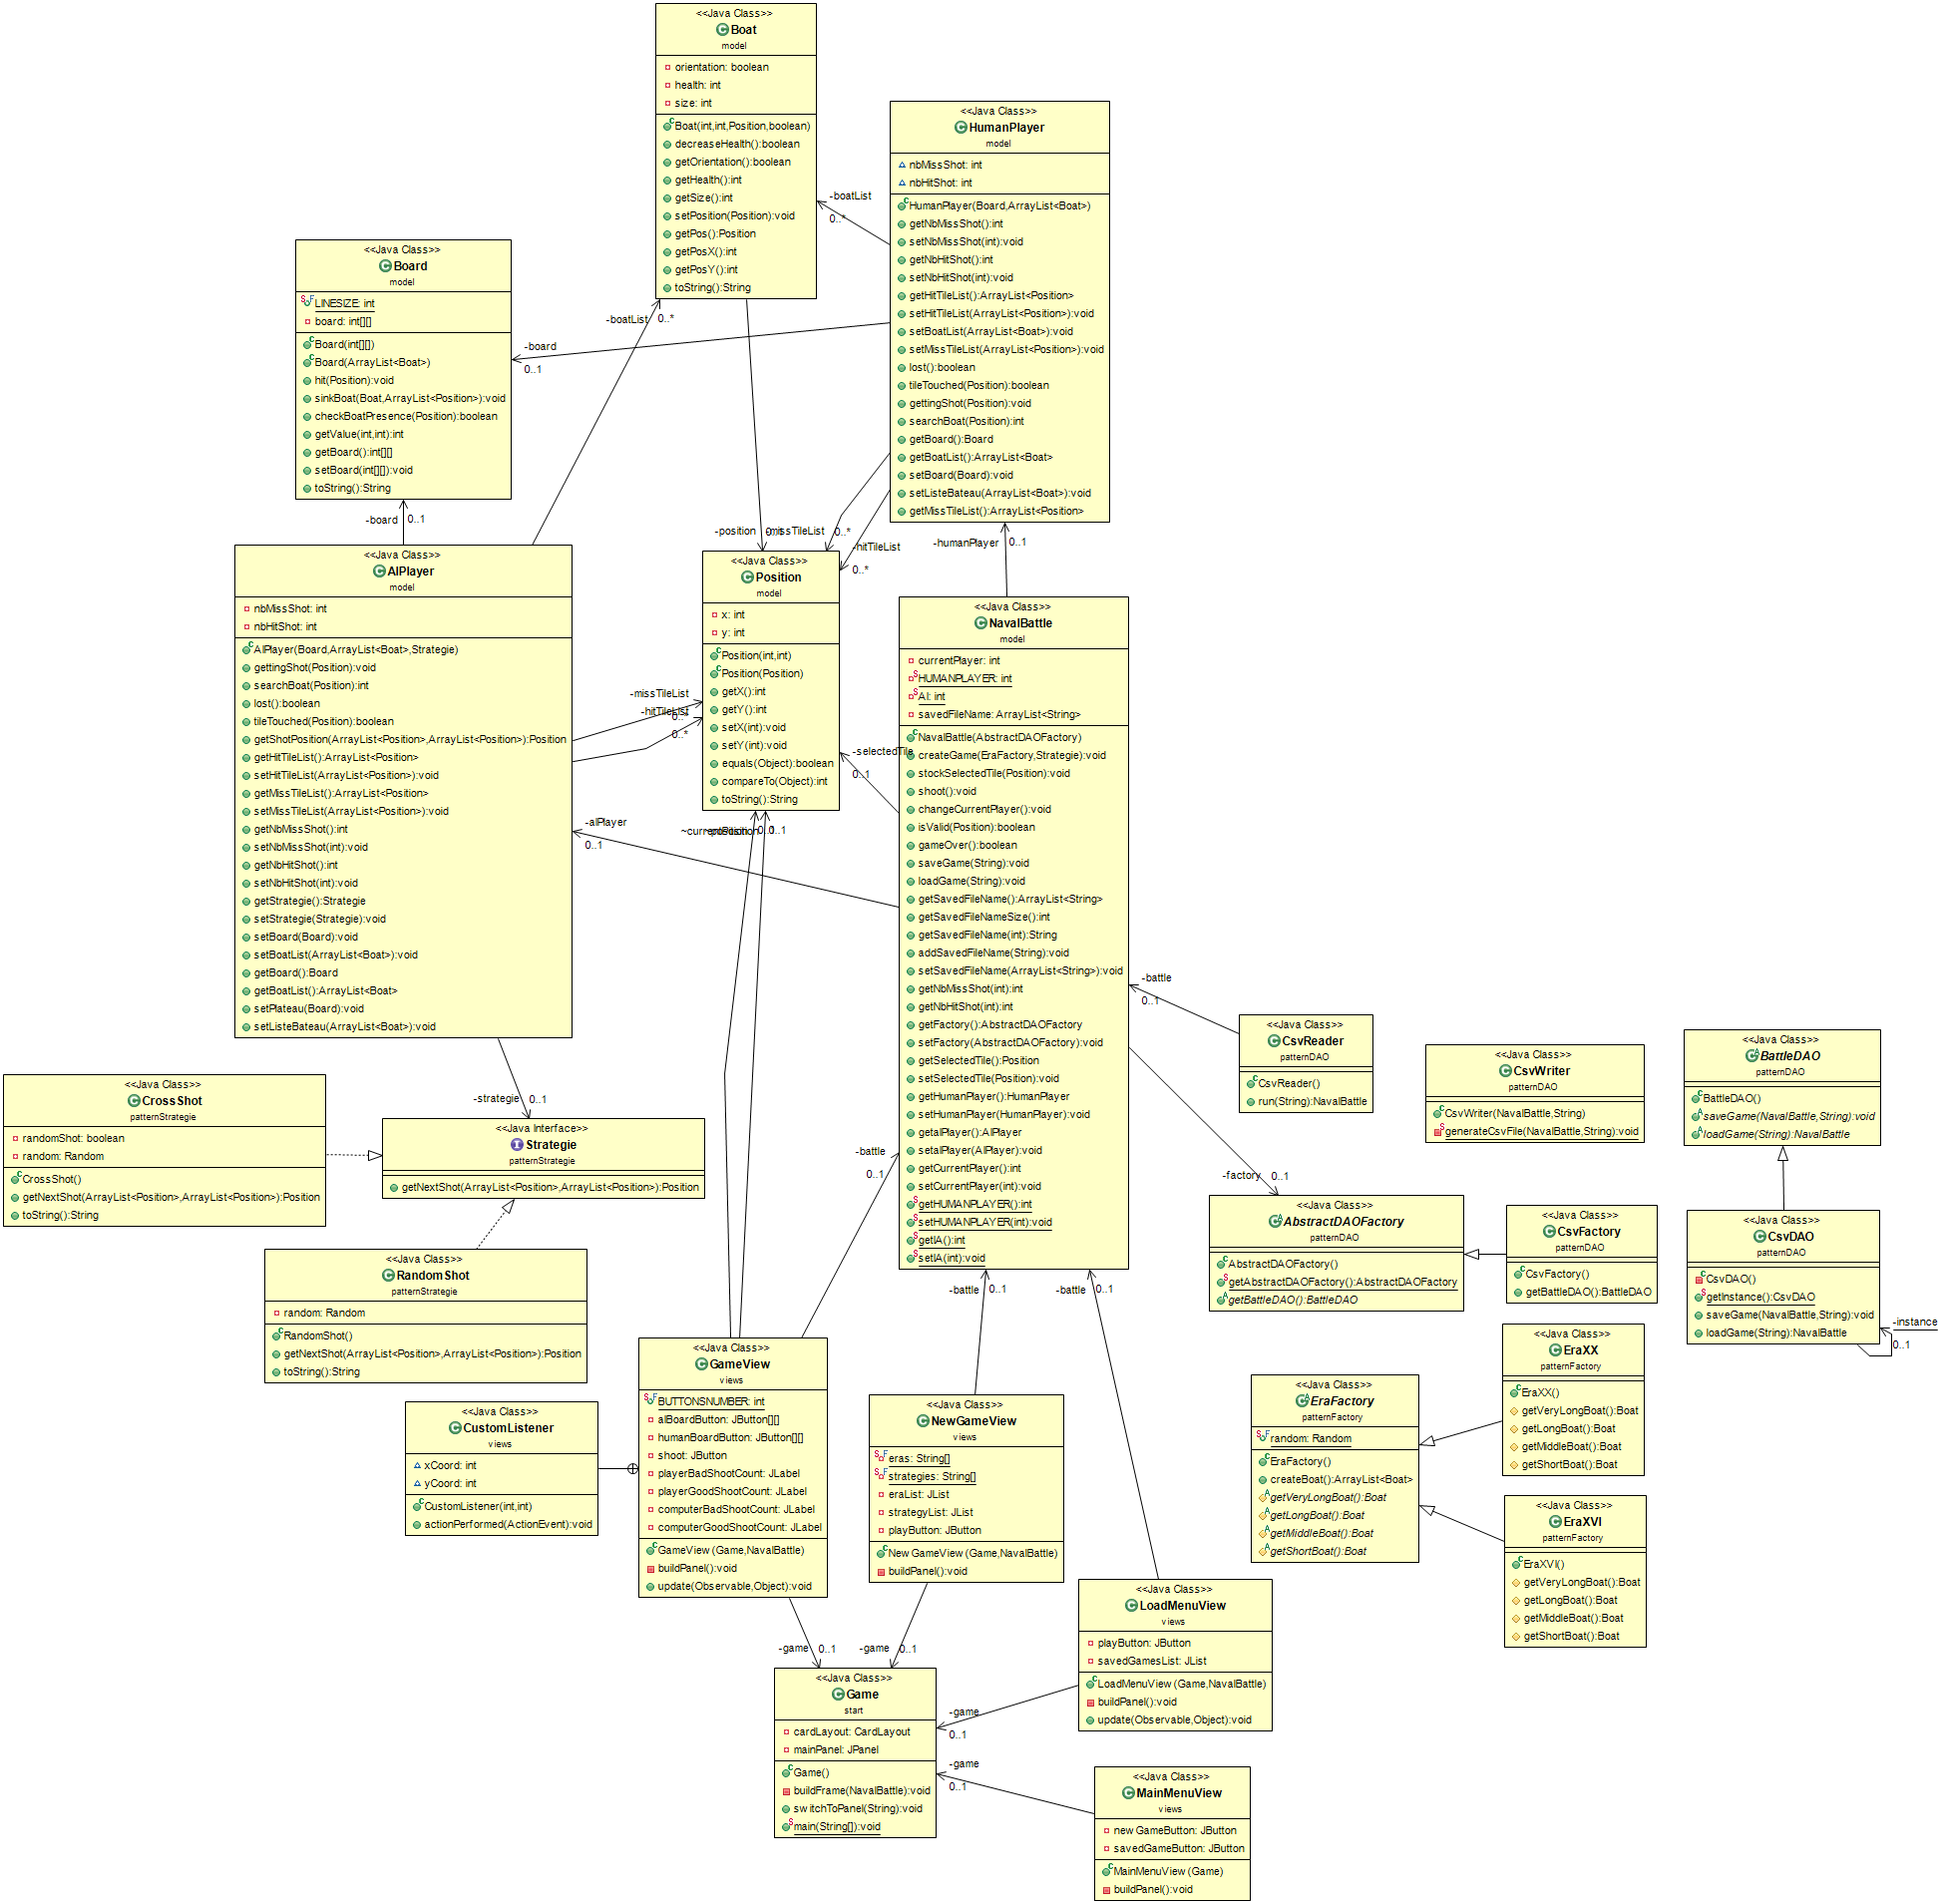 <<Java Class>>
Boat
model
orientation: boolean
health: int
size: int
Boat(int,int,Position,boolean)
decreaseHealth():boolean
getOrientation():boolean
getHealth():int
getSize():int
setPosition(Position):void
getPos():Position
getPosX():int
getPosY():int
toString():String
<<Java Class>>
HumanPlayer
model
nbMissShot: int
nbHitShot: int
HumanPlayer(Board,ArrayList<Boat>)
getNbMissShot():int
setNbMissShot(int):void
getNbHitShot():int
setNbHitShot(int):void
getHitTileList():ArrayList<Position>
setHitTileList(ArrayList<Position>):void
setBoatList(ArrayList<Boat>):void
setMissTileList(ArrayList<Position>):void
lost():boolean
tileTouched(Position):boolean
gettingShot(Position):void
searchBoat(Position):int
getBoard():Board
getBoatList():ArrayList<Boat>
setBoard(Board):void
setListeBateau(ArrayList<Boat>):void
getMissTileList():ArrayList<Position>
-boatList
0..*
<<Java Class>>
Board
model
LINESIZE: int
board: int[][]
Board(int[][])
Board(ArrayList<Boat>)
hit(Position):void
sinkBoat(Boat,ArrayList<Position>):void
checkBoatPresence(Position):boolean
getValue(int,int):int
getBoard():int[][]
setBoard(int[][]):void
toString():String
-boatList
0..*
-board
0..1
-board
0..1
-position
0..1
-missTileList
0..*
-hitTileList
0..*
-humanPlayer
0..1
<<Java Class>>
AIPlayer
model
nbMissShot: int
nbHitShot: int
AIPlayer(Board,ArrayList<Boat>,Strategie)
gettingShot(Position):void
searchBoat(Position):int
lost():boolean
tileTouched(Position):boolean
getShotPosition(ArrayList<Position>,ArrayList<Position>):Position
getHitTileList():ArrayList<Position>
setHitTileList(ArrayList<Position>):void
getMissTileList():ArrayList<Position>
setMissTileList(ArrayList<Position>):void
getNbMissShot():int
setNbMissShot(int):void
getNbHitShot():int
setNbHitShot(int):void
getStrategie():Strategie
setStrategie(Strategie):void
setBoard(Board):void
setBoatList(ArrayList<Boat>):void
getBoard():Board
getBoatList():ArrayList<Boat>
setPlateau(Board):void
setListeBateau(ArrayList<Boat>):void
<<Java Class>>
Position
model
x: int
y: int
Position(int,int)
Position(Position)
getX():int
getY():int
setX(int):void
setY(int):void
equals(Object):boolean
compareTo(Object):int
toString():String
-missTileList
0..*
-hitTileList
0..*
-selectedTile
0..1
-aiPlayer
0..1
~currentPosition
0..1
~position
0..1
<<Java Class>>
NavalBattle
model
currentPlayer: int
HUMANPLAYER: int
AI: int
savedFileName: ArrayList<String>
NavalBattle(AbstractDAOFactory)
createGame(EraFactory,Strategie):void
stockSelectedTile(Position):void
shoot():void
changeCurrentPlayer():void
isValid(Position):boolean
gameOver():boolean
saveGame(String):void
loadGame(String):void
getSavedFileName():ArrayList<String>
getSavedFileNameSize():int
getSavedFileName(int):String
addSavedFileName(String):void
setSavedFileName(ArrayList<String>):void
getNbMissShot(int):int
getNbHitShot(int):int
getFactory():AbstractDAOFactory
setFactory(AbstractDAOFactory):void
getSelectedTile():Position
setSelectedTile(Position):void
getHumanPlayer():HumanPlayer
setHumanPlayer(HumanPlayer):void
getaIPlayer():AIPlayer
setaIPlayer(AIPlayer):void
getCurrentPlayer():int
setCurrentPlayer(int):void
getHUMANPLAYER():int
setHUMANPLAYER(int):void
getIA():int
setIA(int):void
-battle
0..1
<<Java Class>>
CsvReader
patternDAO
CsvReader()
run(String):NavalBattle
<<Java Class>>
CsvWriter
patternDAO
CsvWriter(NavalBattle,String)
generateCsvFile(NavalBattle,String):void
<<Java Class>>
BattleDAO
patternDAO
BattleDAO()
saveGame(NavalBattle,String):void
loadGame(String):NavalBattle
<<Java Class>>
CrossShot
patternStrategie
randomShot: boolean
random: Random
CrossShot()
getNextShot(ArrayList<Position>,ArrayList<Position>):Position
toString():String
-strategie
0..1
<<Java Interface>>
Strategie
patternStrategie
getNextShot(ArrayList<Position>,ArrayList<Position>):Position
-battle
0..1
-factory
0..1
<<Java Class>>
AbstractDAOFactory
patternDAO
AbstractDAOFactory()
getAbstractDAOFactory():AbstractDAOFactory
getBattleDAO():BattleDAO
<<Java Class>>
CsvFactory
patternDAO
CsvFactory()
getBattleDAO():BattleDAO
<<Java Class>>
CsvDAO
patternDAO
CsvDAO()
getInstance():CsvDAO
saveGame(NavalBattle,String):void
loadGame(String):NavalBattle
-instance
0..1
<<Java Class>>
RandomShot
patternStrategie
random: Random
RandomShot()
getNextShot(ArrayList<Position>,ArrayList<Position>):Position
toString():String
-battle
0..1
-battle
0..1
<<Java Class>>
CustomListener
views
xCoord: int
yCoord: int
CustomListener(int,int)
actionPerformed(ActionEvent):void
<<Java Class>>
GameView
views
BUTTONSNUMBER: int
aIBoardButton: JButton[][]
humanBoardButton: JButton[][]
shoot: JButton
playerBadShootCount: JLabel
playerGoodShootCount: JLabel
computerBadShootCount: JLabel
computerGoodShootCount: JLabel
GameView(Game,NavalBattle)
buildPanel():void
update(Observable,Object):void
<<Java Class>>
NewGameView
views
eras: String[]
strategies: String[]
eraList: JList
strategyList: JList
playButton: JButton
NewGameView(Game,NavalBattle)
buildPanel():void
<<Java Class>>
EraFactory
patternFactory
random: Random
EraFactory()
createBoat():ArrayList<Boat>
getVeryLongBoat():Boat
getLongBoat():Boat
getMiddleBoat():Boat
getShortBoat():Boat
<<Java Class>>
EraXX
patternFactory
EraXX()
getVeryLongBoat():Boat
getLongBoat():Boat
getMiddleBoat():Boat
getShortBoat():Boat
<<Java Class>>
EraXVI
patternFactory
EraXVI()
getVeryLongBoat():Boat
getLongBoat():Boat
getMiddleBoat():Boat
getShortBoat():Boat
<<Java Class>>
LoadMenuView
views
playButton: JButton
savedGamesList: JList
LoadMenuView(Game,NavalBattle)
buildPanel():void
update(Observable,Object):void
-game
0..1
-game
0..1
<<Java Class>>
Game
start
cardLayout: CardLayout
mainPanel: JPanel
Game()
buildFrame(NavalBattle):void
switchToPanel(String):void
main(String[]):void
-game
0..1
-game
0..1
<<Java Class>>
MainMenuView
views
newGameButton: JButton
savedGameButton: JButton
MainMenuView(Game)
buildPanel():void